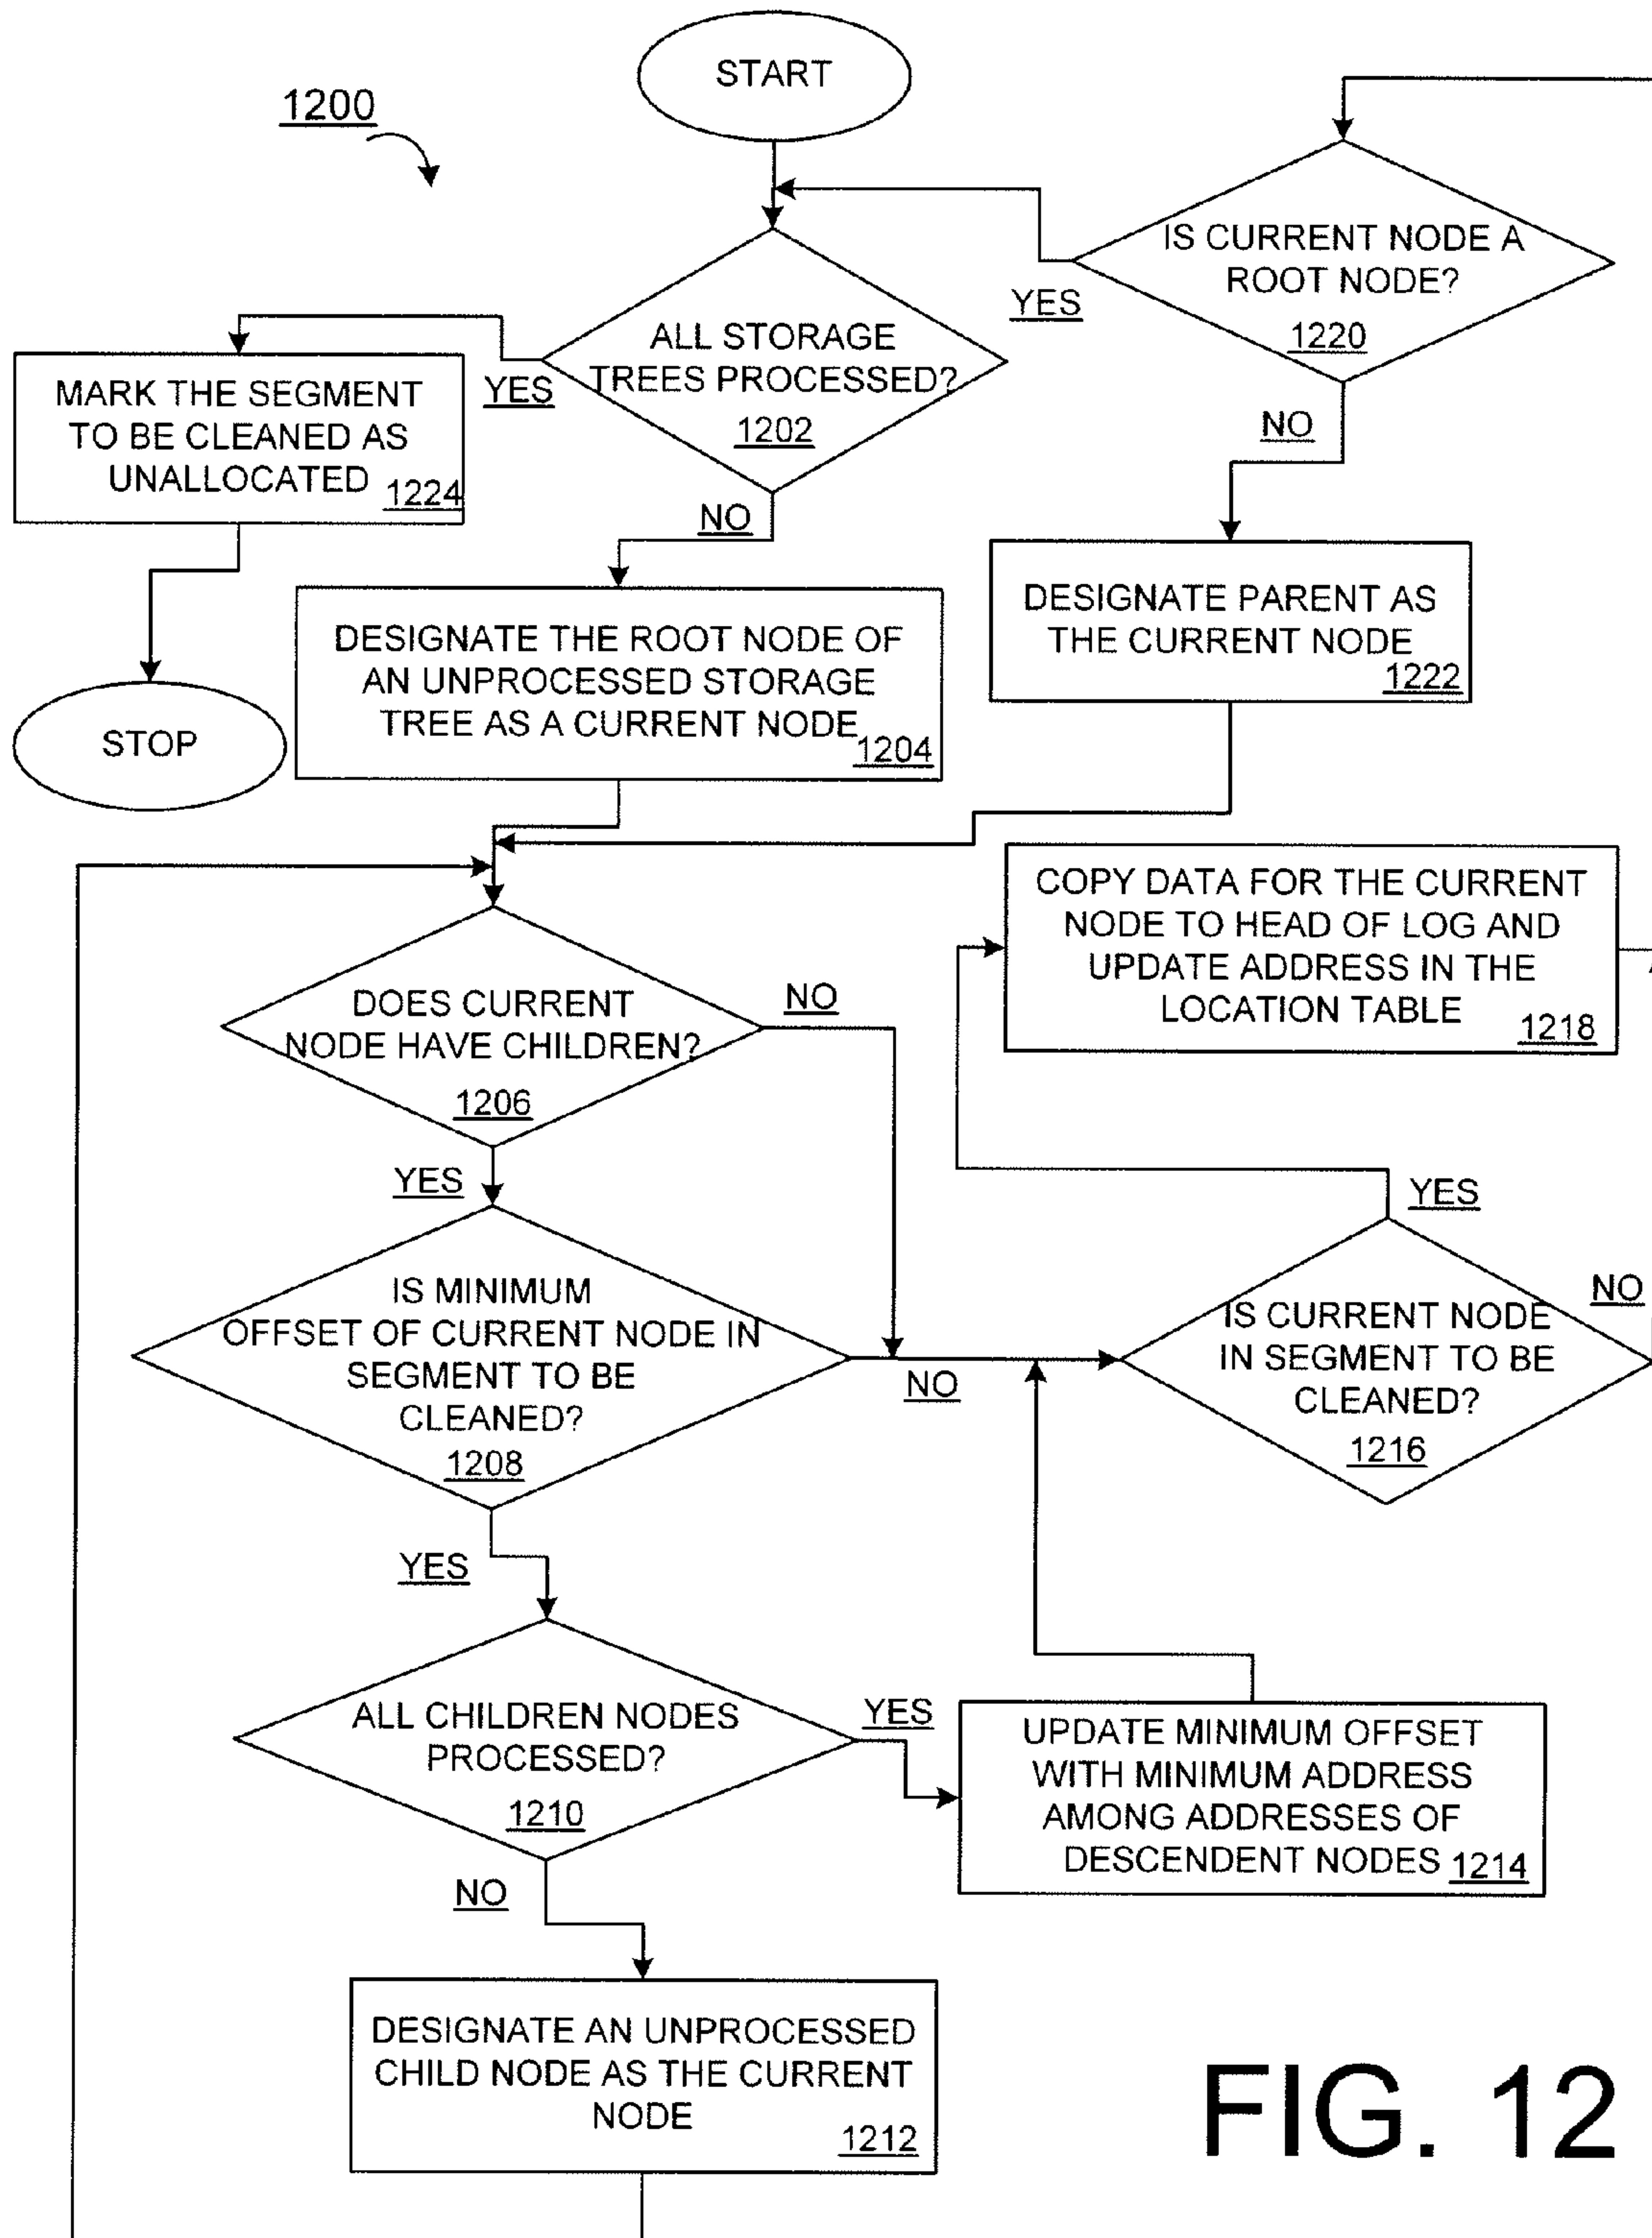 START
1200
IS CURRENT NODE A
ROOT NODE?
1220
YES
NO
ALL STORAGE
TREES PROCESSED?
1202
YES
NO
MARK THE SEGMENT
TO BE CLEANED AS
UNALLOCATED 1224
STOP
DESIGNATE THE ROOT NODE OF
AN UNPROCESSED STORAGE
TREE AS A CURRENT NODE
1204
DESIGNATE PARENT AS
THE CURRENT NODE
1222
COPY DATA FOR THE CURRENT
NODE TO HEAD OF LOG AND
UPDATE ADDRESS IN THE
LOCATION TABLE
1218
DOES CURRENT
NODE HAVE CHILDREN?
1206
NO
YES
IS MINIMUM
OFFSET OF CURRENT NODE IN
SEGMENT TO BE
CLEANED?
1208
NO
YES
IS CURRENT NODE
IN SEGMENT TO BE
CLEANED?
1216
YES
NO
ALL CHILDREN NODES
PROCESSED?
1210
YES
NO
UPDATE MINIMUM OFFSET
WITH MINIMUM ADDRESS
AMONG ADDRESSES OF
DESCENDENT NODES 1214
DESIGNATE AN UNPROCESSED
CHILD NODE AS THE CURRENT
NODE
1212
FIG. 12